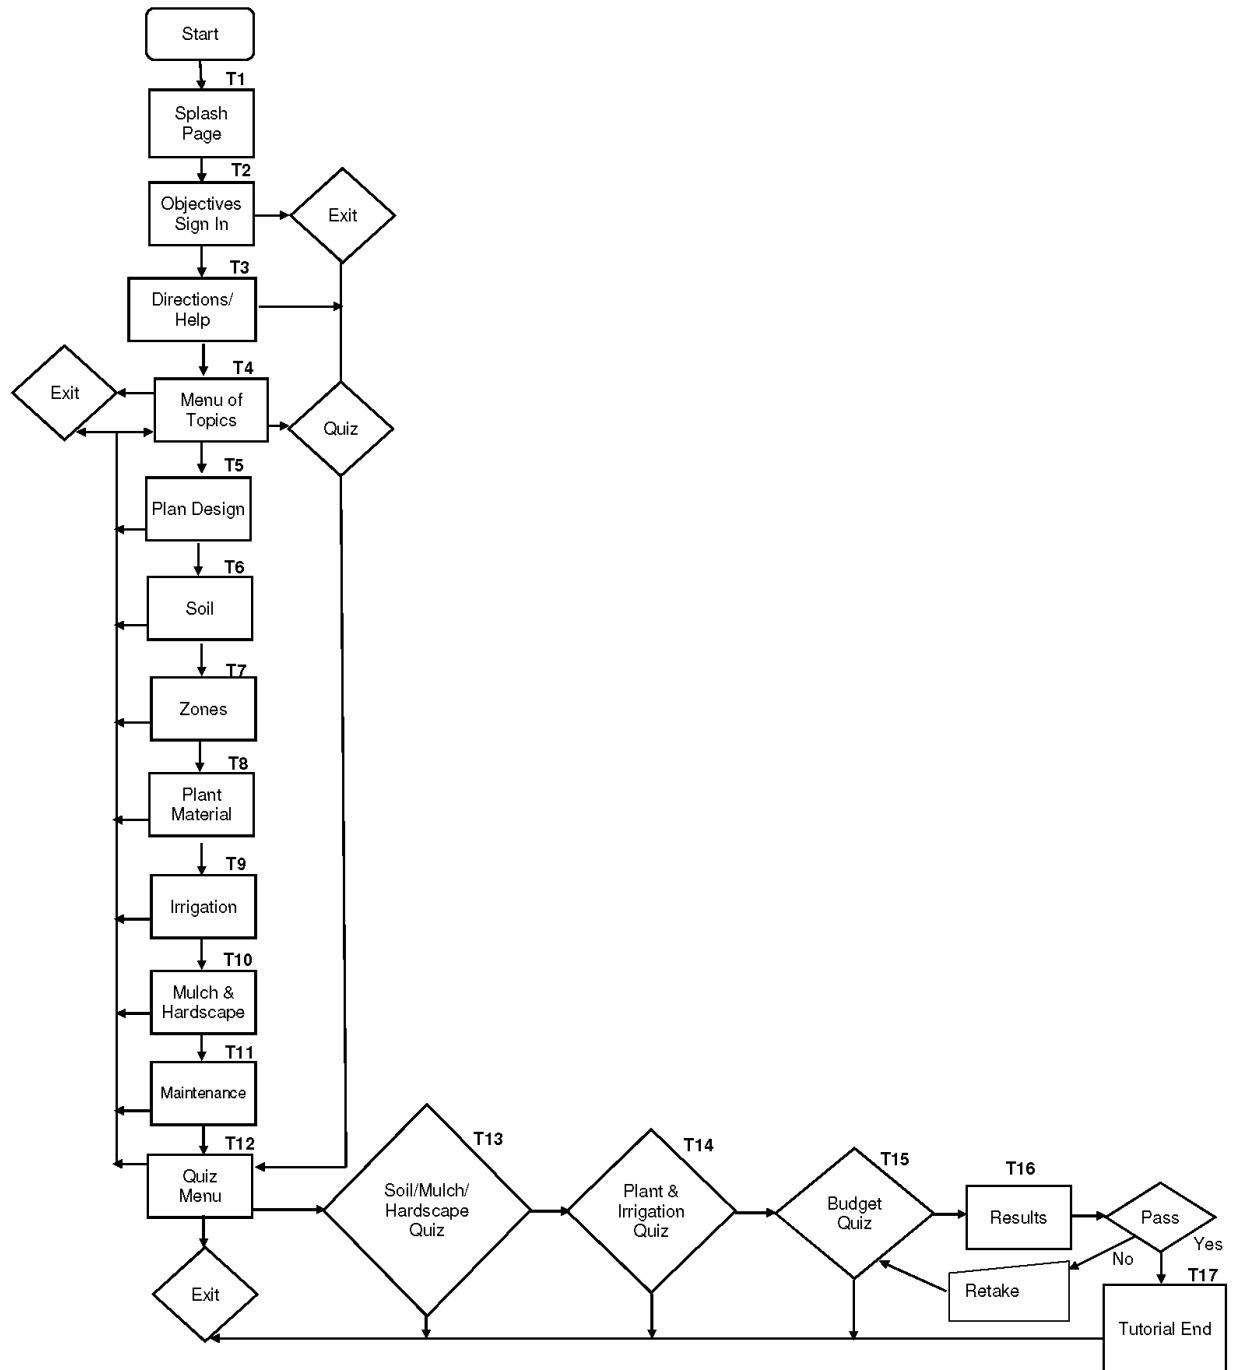 Start
T1
Splash
Page
T2
Objectives
Sign In
Exit
T3
Directions/
Help
T4
Exit
Menu of
Topics
Quiz
T5
Plan Design
T6
Soil
T7
Zones
T8
Plant
Material
T9
Irrigation
T10
Mulch &
Hardscape
T11
Maintenance
T12
Quiz
Menu
Exit
T13
Soil/Mulch/
Hardscape
Quiz
T14
Plant &
Irrigation
Quiz
T15
Budget
Quiz
T16
Results
Pass
Yes
No
Retake
T17
Tutorial End